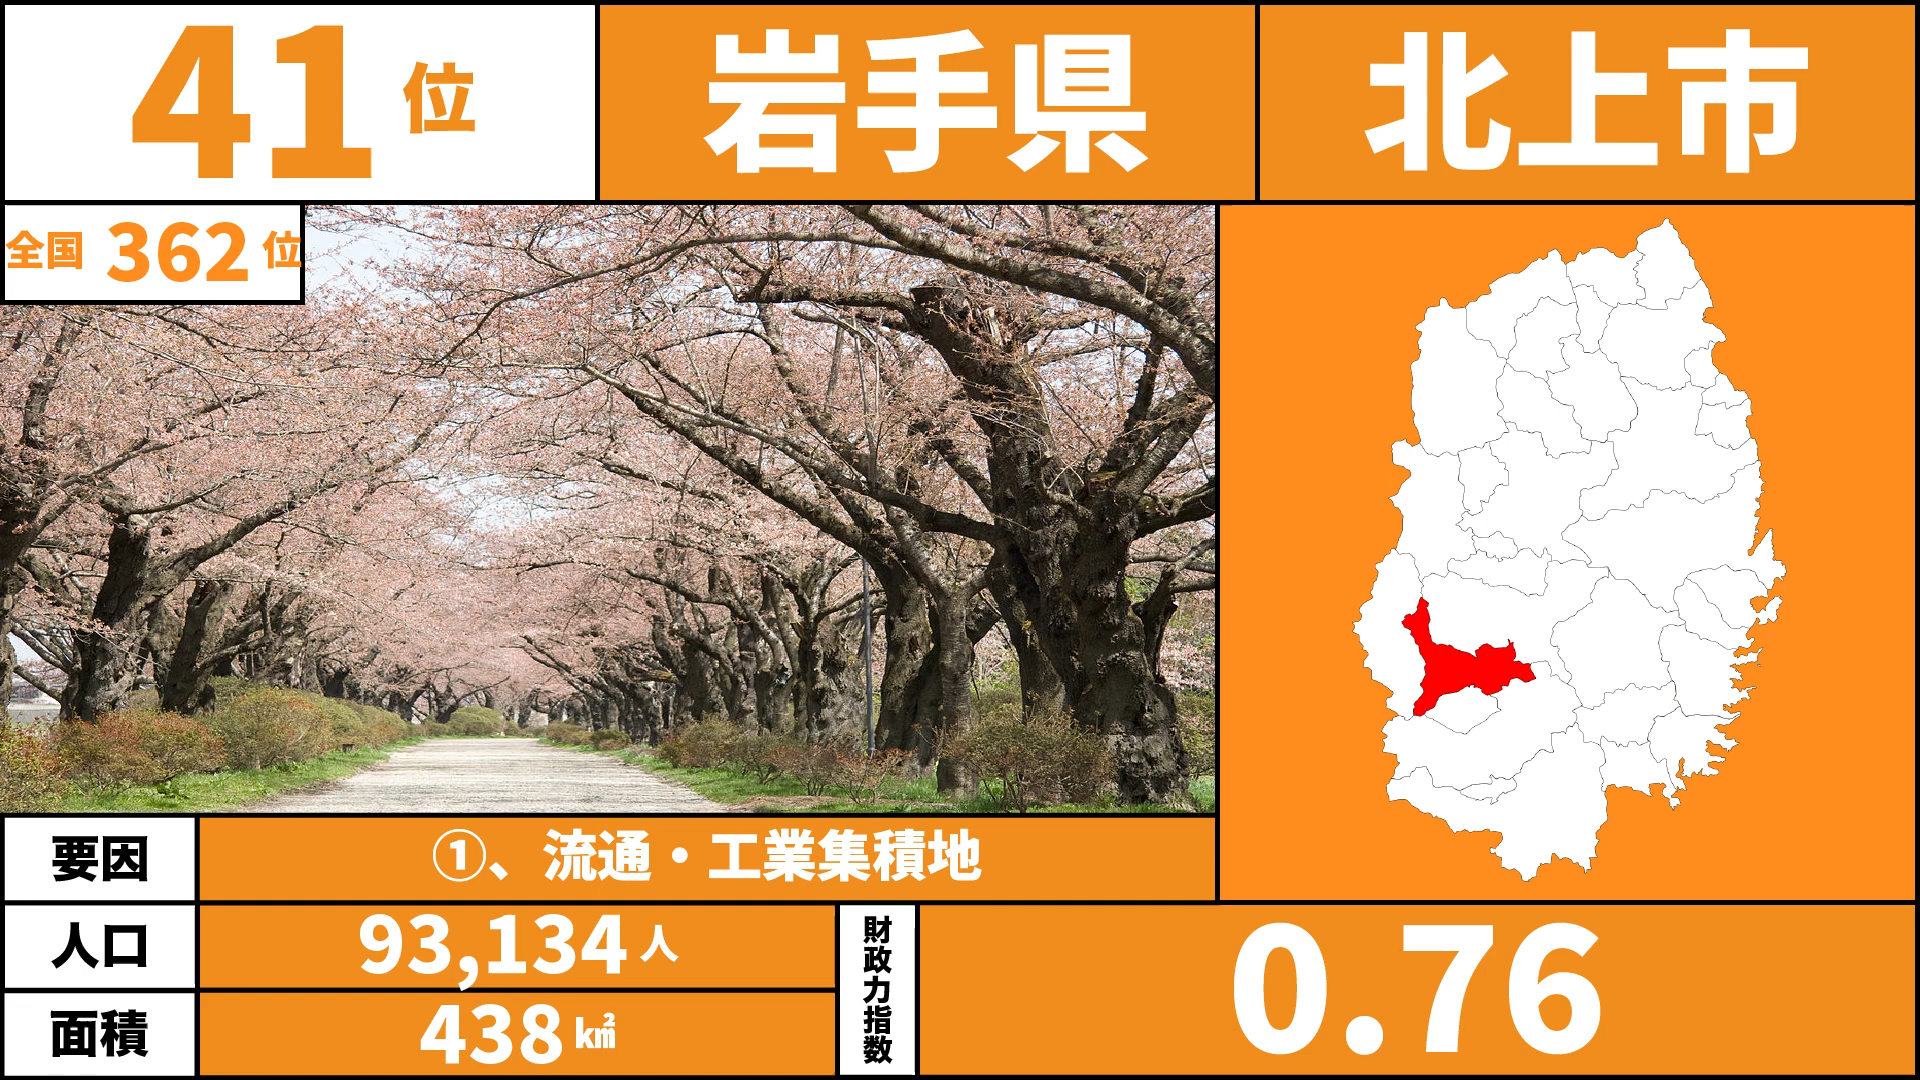 41位
岩手県
北上市
全国 362位
要因
①、流通・工業集積地
人口
93,134人
面積
438㎢
財政力指数
0.76